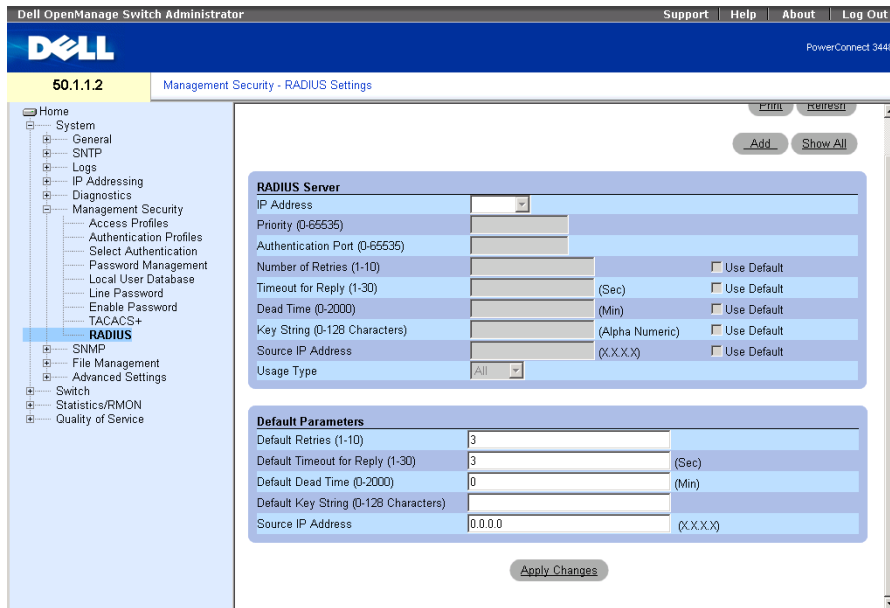 Dell OpenManage Switch Administrator
Support | Help | About | Log Out
DELL
PowerConnect 3448
50.1.1.2
Management Security - RADIUS Settings
Home
System
General
SNTP
Logs
IP Addressing
Diagnostics
Management Security
Access Profiles
Authentication Profiles
Select Authentication
Password Management
Local User Database
Line Password
Enable Password
TACACS+
RADIUS
SNMP
File Management
Advanced Settings
Switch
Statistics/RMON
Quality of Service
Print Refresh
Add Show All
RADIUS Server
IP Address
Priority (0-65535)
Authentication Port (0-65535)
Number of Retries (1-10) Use Default
Timeout for Reply (1-30) (Sec) Use Default
Dead Time (0-2000) (Min) Use Default
Key String (0-128 Characters) (Alpha Numeric) Use Default
Source IP Address (X.X.X.X) Use Default
Usage Type All
Default Parameters
Default Retries (1-10) 3
Default Timeout for Reply (1-30) 3 (Sec)
Default Dead Time (0-2000) 0 (Min)
Default Key String (0-128 Characters)
Source IP Address 0.0.0.0 (X.X.X.X)
Apply Changes